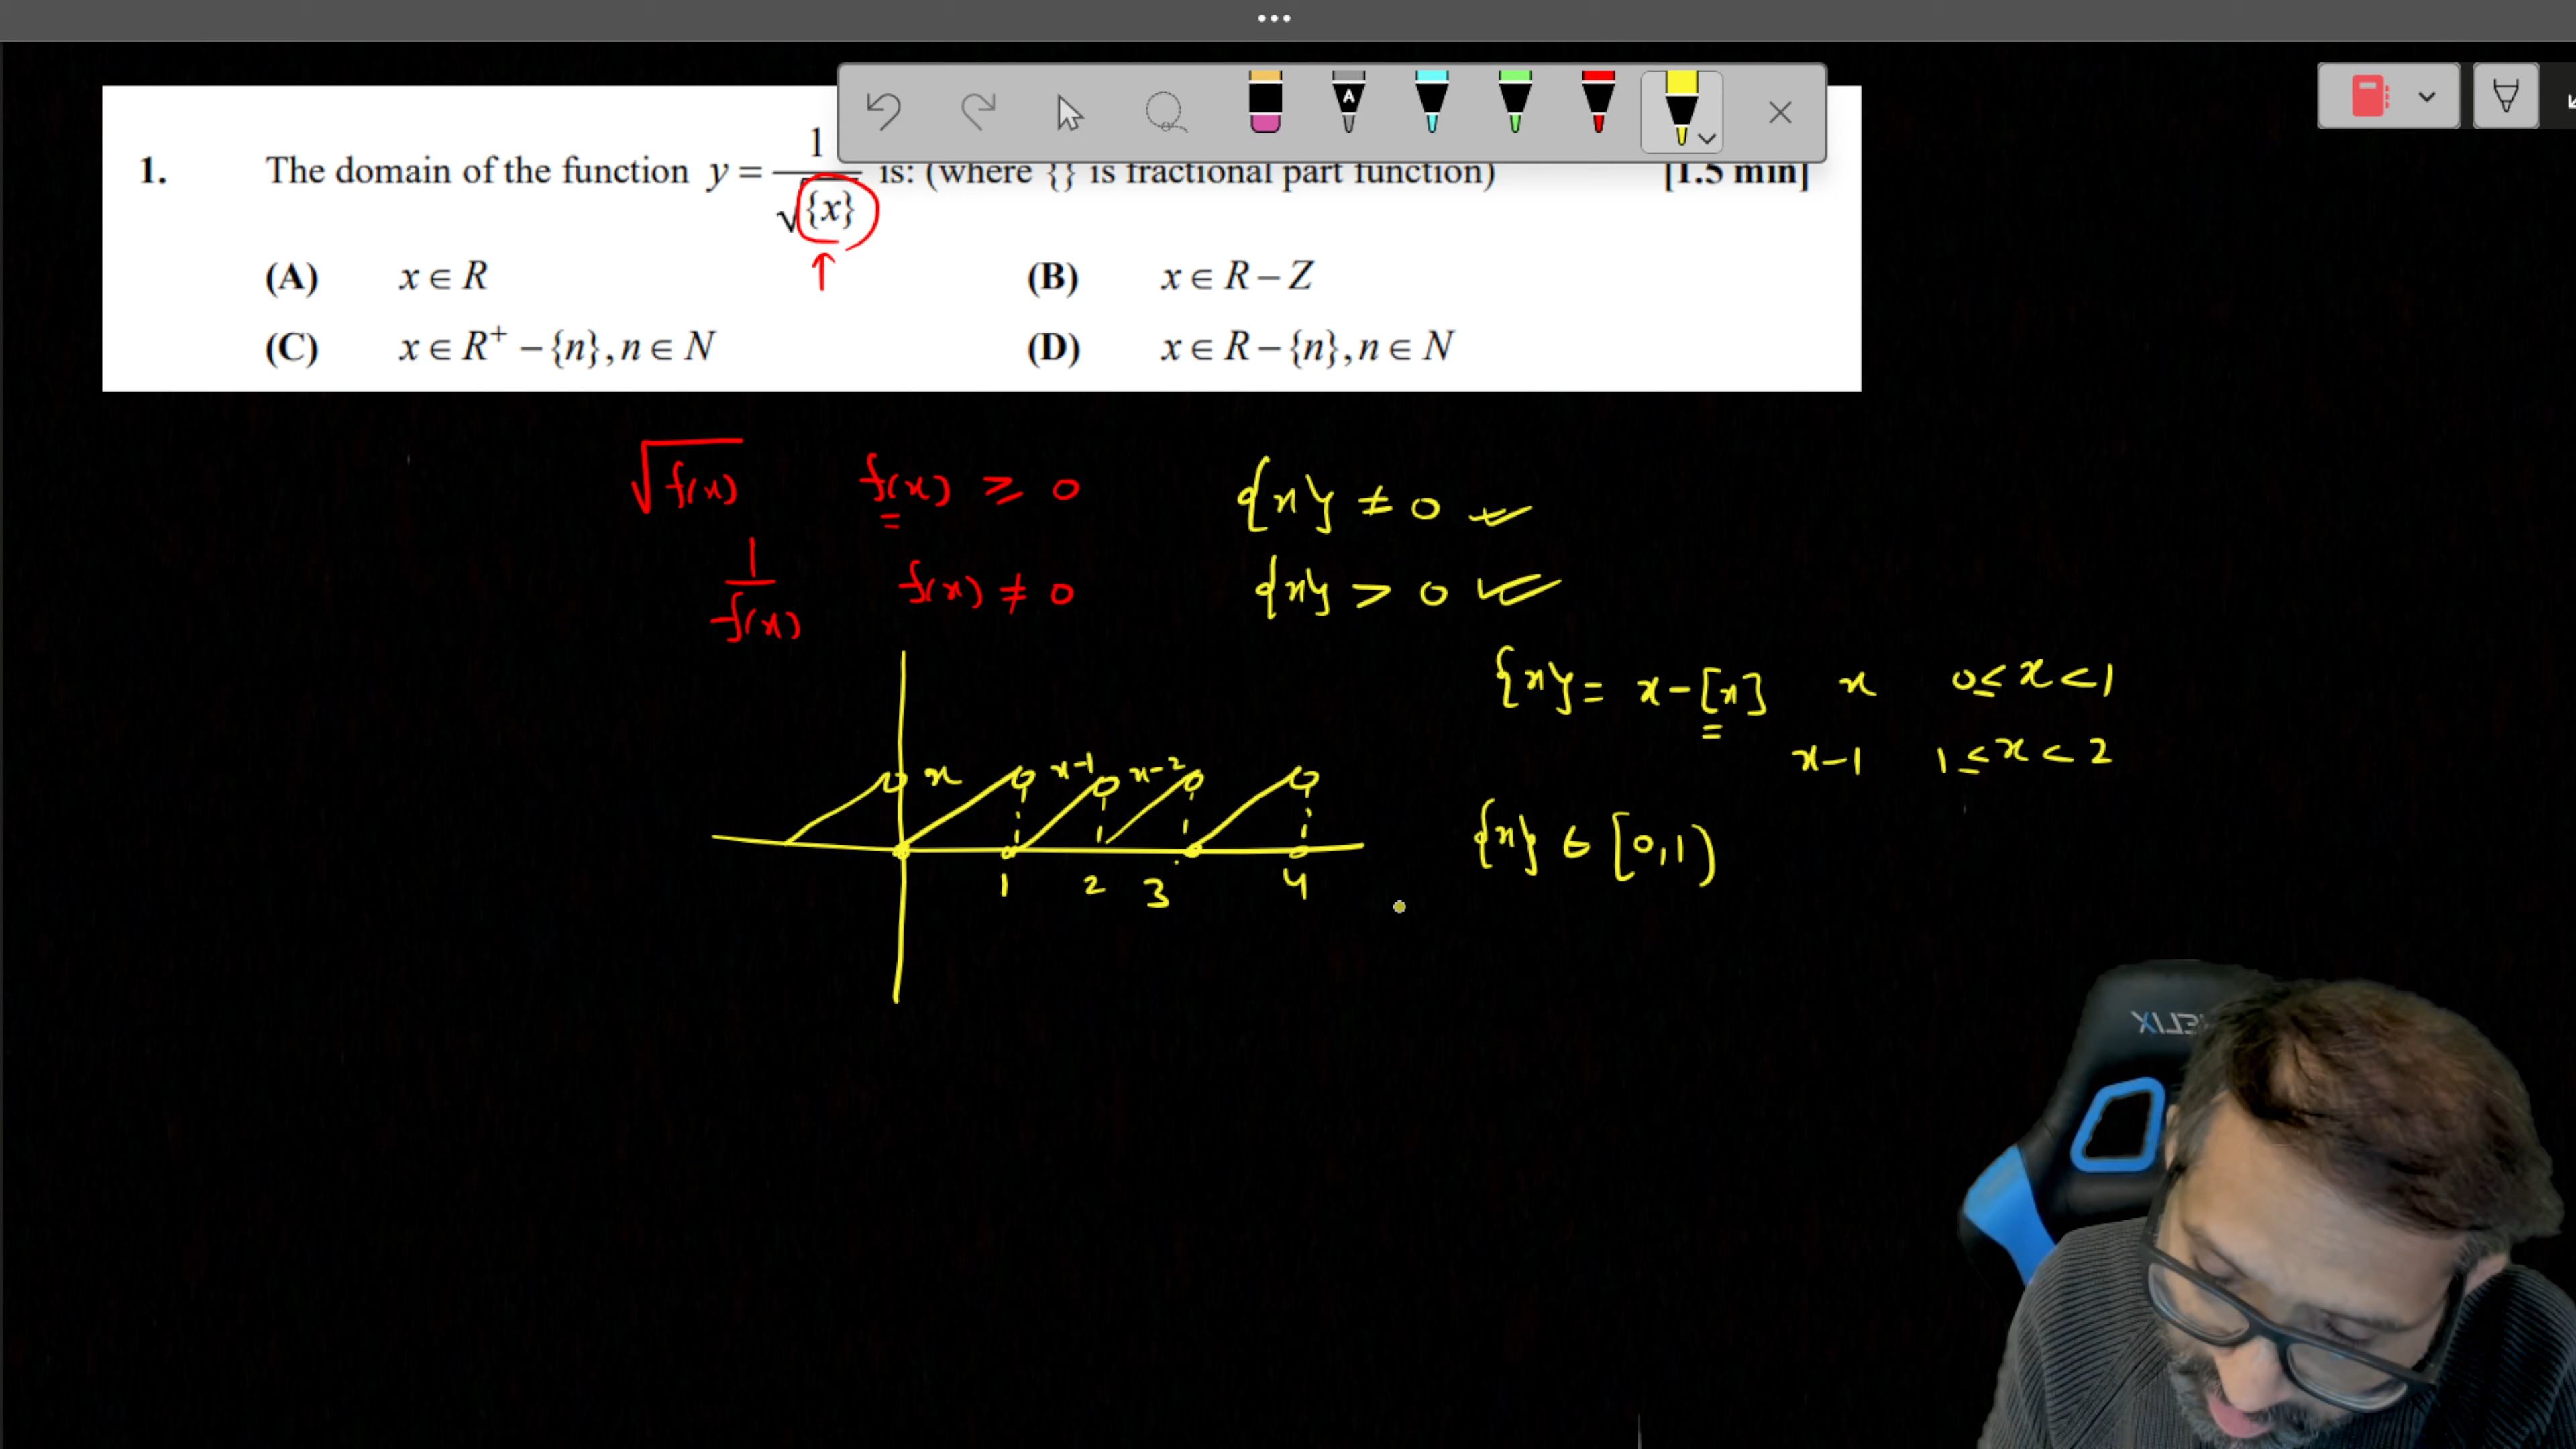 1. The domain of the function y = 1/√{x} is: (where {} is fractional part function) [1.5 min]
(A) x ∈ R
(B) x ∈ R − Z
(C) x ∈ R⁺ − {n}, n ∈ N
(D) x ∈ R − {n}, n ∈ N
√f(x) f(x) ≥ 0 {x} ≠ 0
1/f(x) f(x) ≠ 0 {x} > 0
{x} = x − [x] x 0 ≤ x < 1
x−1 1 ≤ x < 2
x x−1 x−2
{x} ∈ [0,1)
1 2 3 4
A